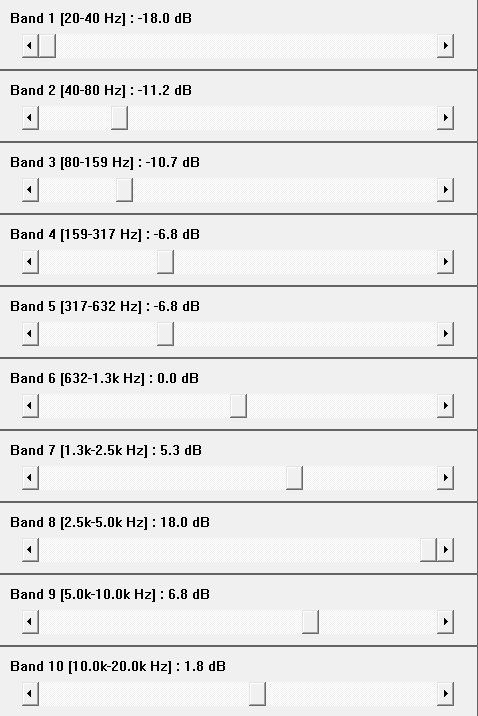 Band 1 [20-40 Hz] : -18.0 dB
Band 2 [40-80 Hz] : -11.2 dB
Band 3 [80-159 Hz] : -10.7 dB
Band 4 [159-317 Hz] : -6.8 dB
Band 5 [317-632 Hz] : -6.8 dB
Band 6 [632-1.3k Hz] : 0.0 dB
Band 7 [1.3k-2.5k Hz] : 5.3 dB
Band 8 [2.5k-5.0k Hz] : 18.0 dB
Band 9 [5.0k-10.0k Hz] : 6.8 dB
Band 10 [10.0k-20.0k Hz] : 1.8 dB